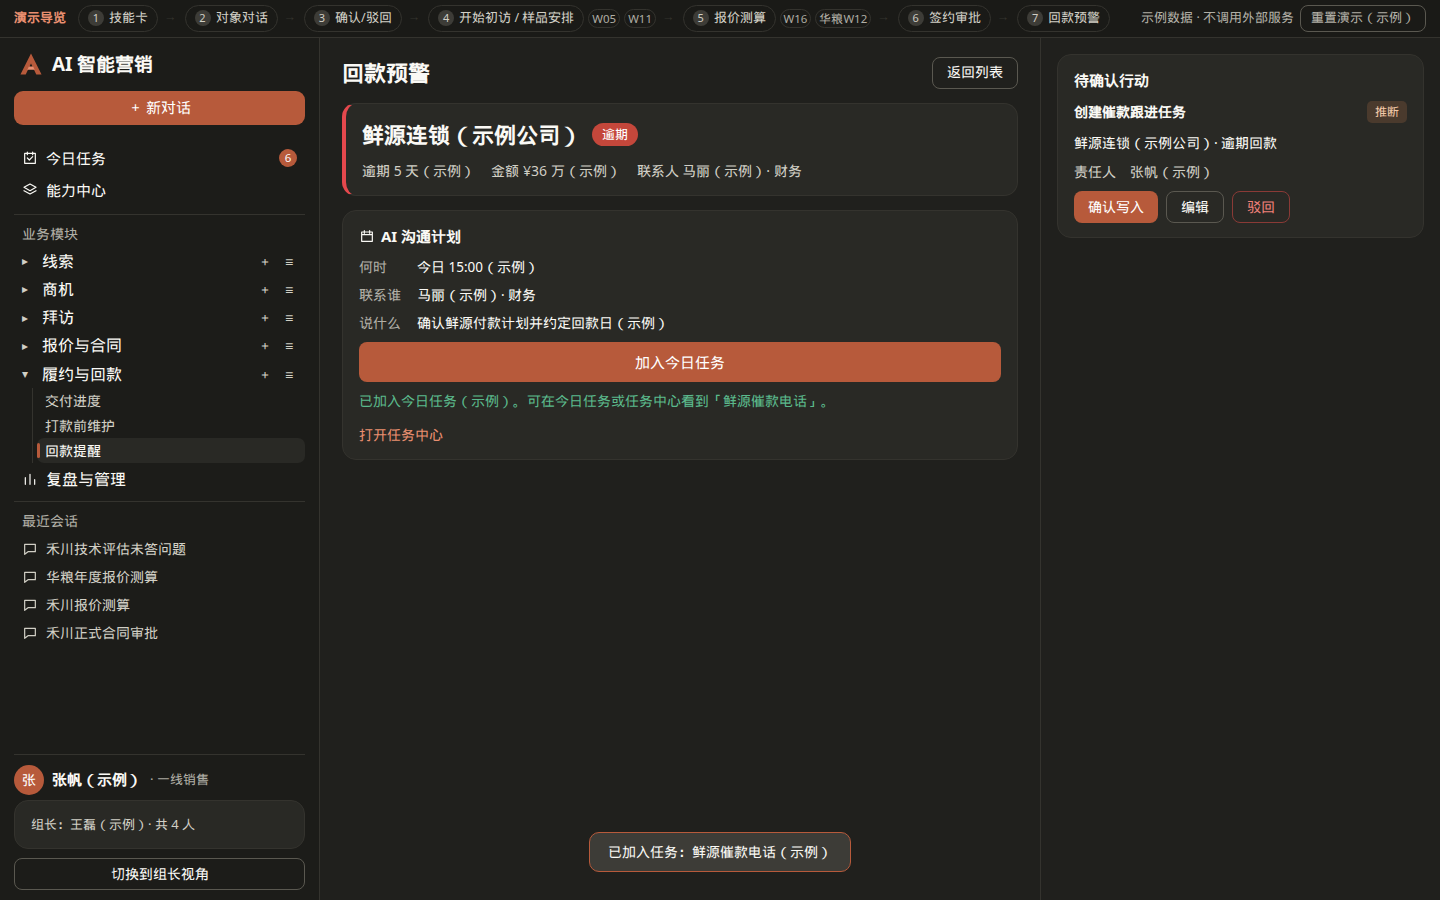 演示导览 1 技能卡 → 2 对象对话 → 3 确认/驳回 → 4 开始初访 / 样品安排 W05 W11 → 5 报价测算 W16 华粮W12 → 6 签约审批 → 7 回款预警 示例数据 · 不调用外部服务 重置演示（示例）
AI 智能营销
+ 新对话
今日任务 6
能力中心
业务模块
▸ 线索 + ≡
▸ 商机 + ≡
▸ 拜访 + ≡
▸ 报价与合同 + ≡
▾ 履约与回款 + ≡
交付进度
打款前维护
回款提醒
复盘与管理
最近会话
禾川技术评估未答问题
华粮年度报价测算
禾川报价测算
禾川正式合同审批
张 张帆（示例） · 一线销售
组长：王磊（示例）· 共 4 人
切换到组长视角
回款预警 返回列表
鲜源连锁（示例公司） 逾期
逾期 5 天（示例） 金额 ¥36 万（示例） 联系人 马丽（示例）· 财务
AI 沟通计划
何时 今日 15:00（示例）
联系谁 马丽（示例）· 财务
说什么 确认鲜源付款计划并约定回款日（示例）
加入今日任务
已加入今日任务（示例）。可在今日任务或任务中心看到「鲜源催款电话」。
打开任务中心
已加入任务：鲜源催款电话（示例）
待确认行动
创建催款跟进任务 推断
鲜源连锁（示例公司）· 逾期回款
责任人 张帆（示例）
确认写入 编辑 驳回